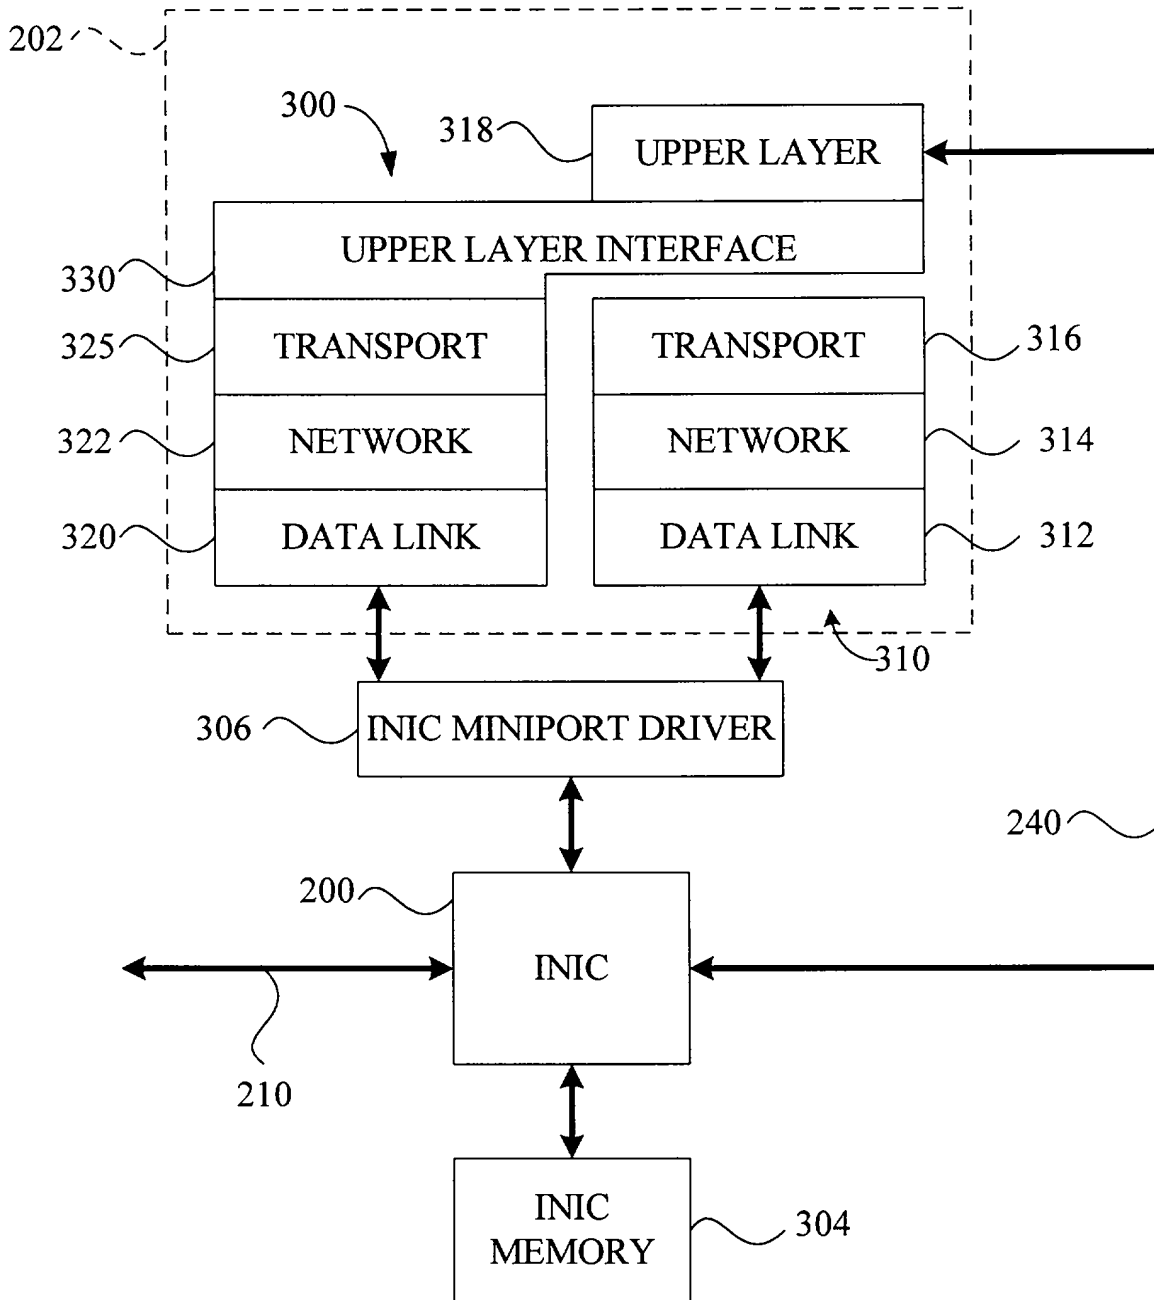 202
300
318
UPPER LAYER
UPPER LAYER INTERFACE
330
325
TRANSPORT
TRANSPORT
316
322
NETWORK
NETWORK
314
320
DATA LINK
DATA LINK
312
310
306
INIC MINIPORT DRIVER
240
200
INIC
210
INIC
MEMORY
304